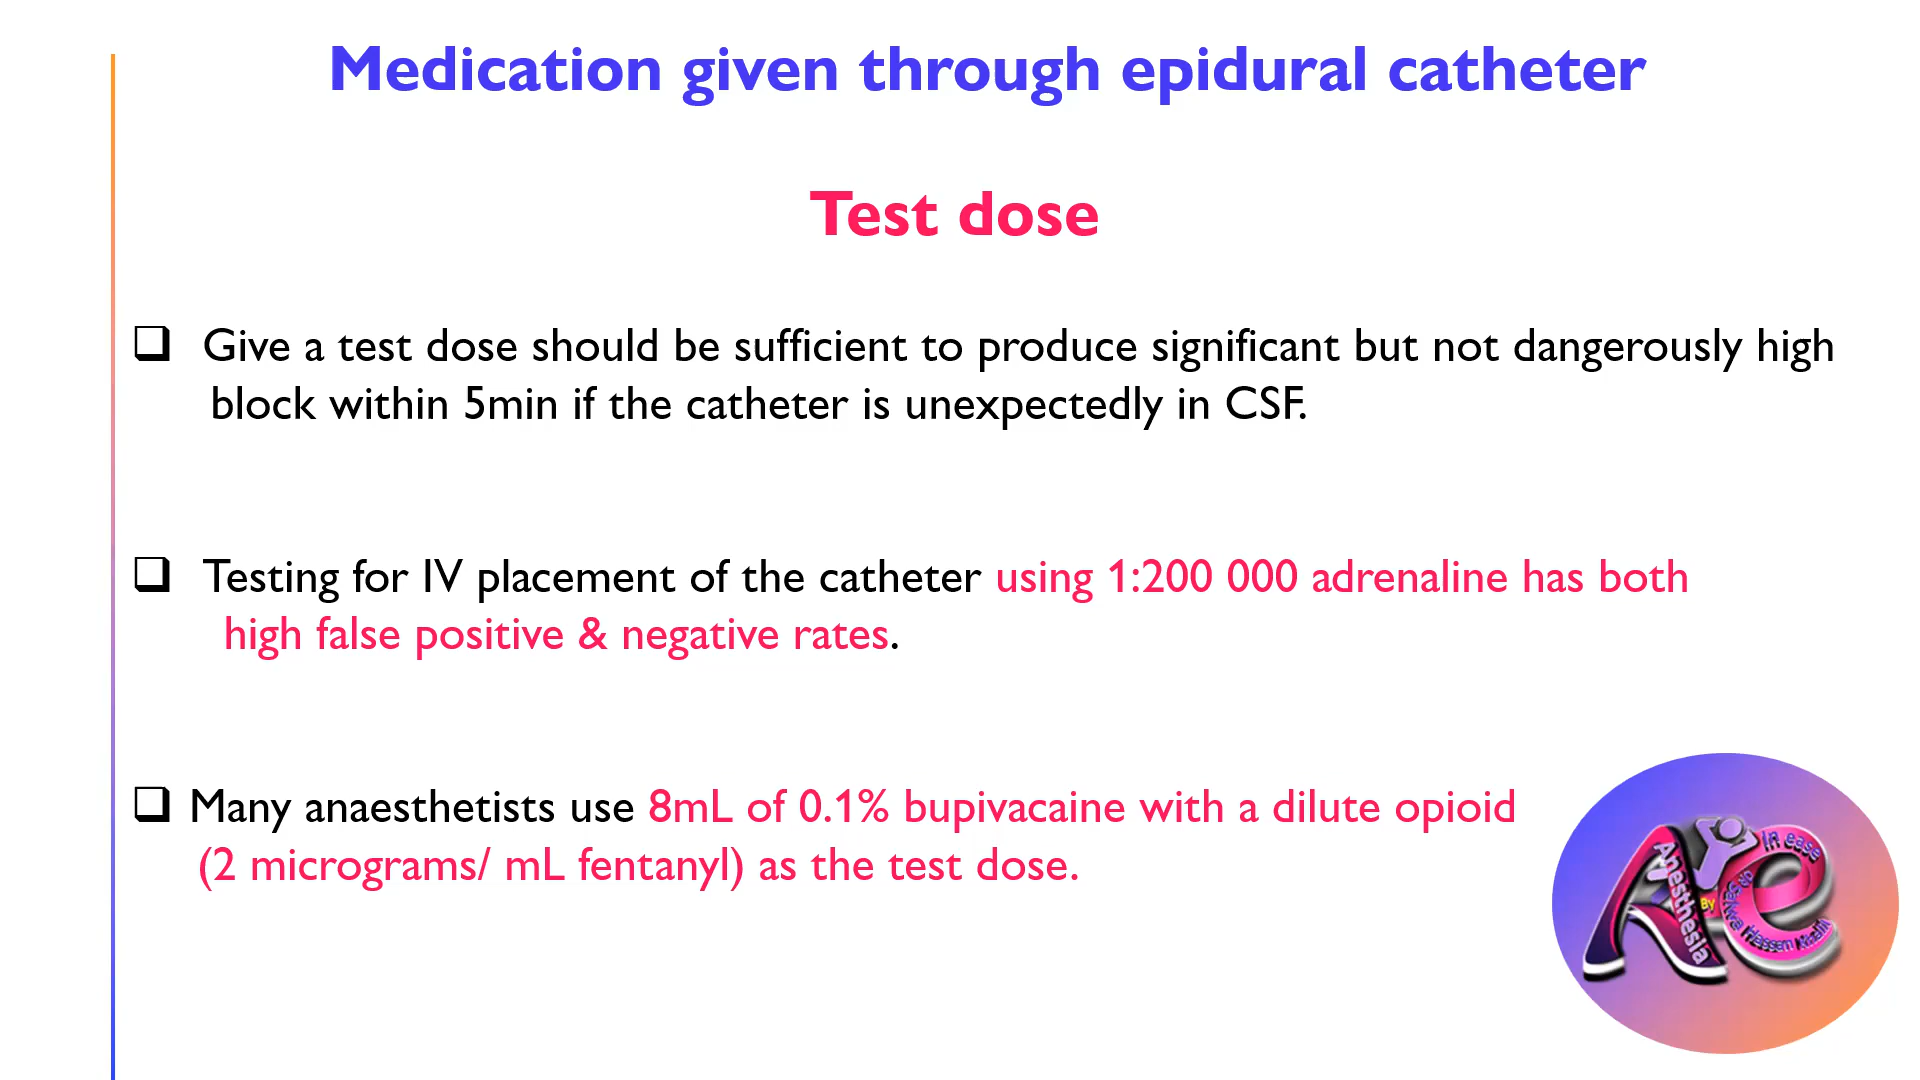 Medication given through epidural catheter
Test dose
❑ Give a test dose should be sufficient to produce significant but not dangerously high
block within 5min if the catheter is unexpectedly in CSF.
❑ Testing for IV placement of the catheter using 1:200 000 adrenaline has both
high false positive & negative rates.
❑ Many anaesthetists use 8mL of 0.1% bupivacaine with a dilute opioid
(2 micrograms/ mL fentanyl) as the test dose.
Anesthesia
In ease
By
Hassen